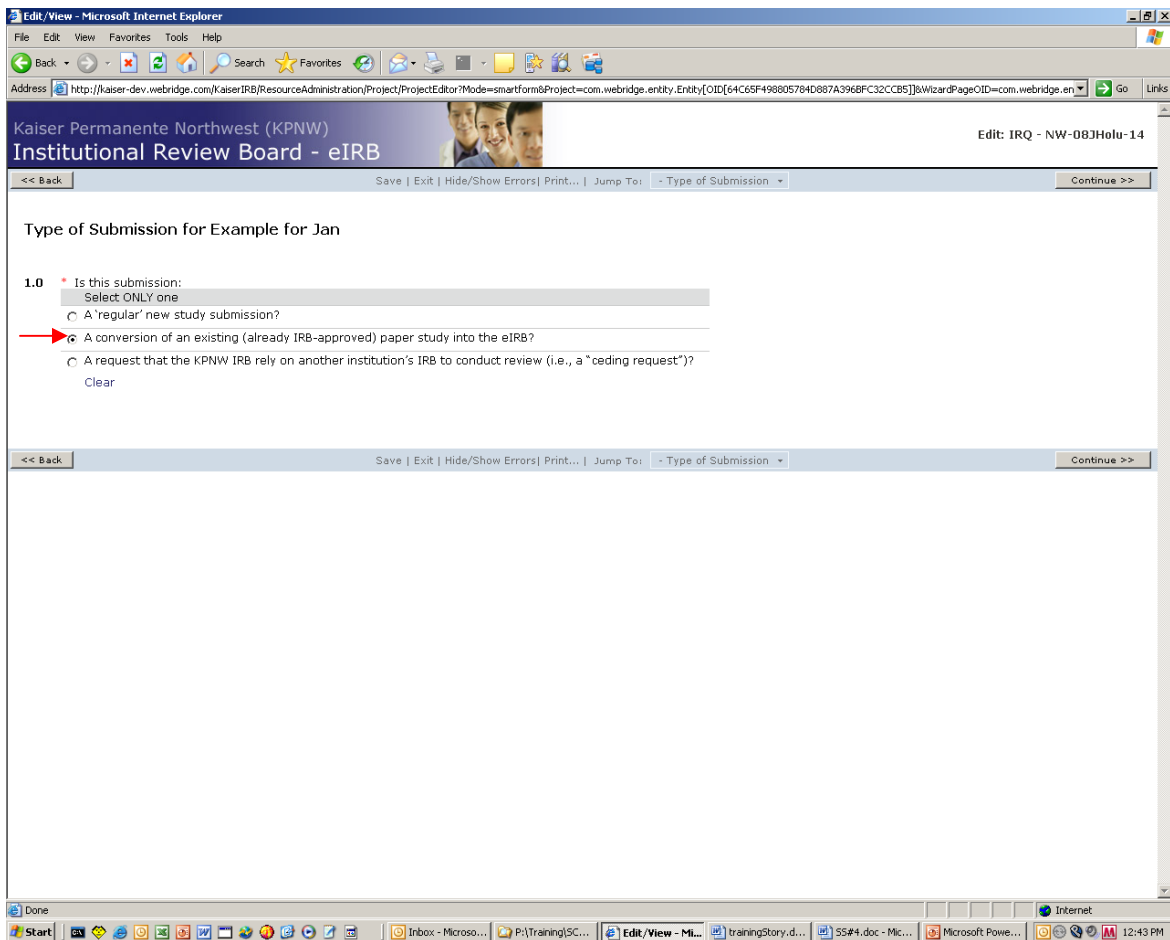 Edit/View - Microsoft Internet Explorer
File Edit View Favorites Tools Help
Back Search Favorites
Address http://kaiser-dev.webridge.com/KaiserIRB/ResourceAdministration/Project/ProjectEditor?Mode=smartform&Project=com.webridge.entity.Entity[OID[64C65F498805784D887A396BFC32CCB5]]&WizardPageOID=com.webridge.en Go Links
Kaiser Permanente Northwest (KPNW)
Institutional Review Board - eIRB
Edit: IRQ - NW-08JHolu-14
<< Back Save | Exit | Hide/Show Errors| Print... | Jump To: - Type of Submission Continue >>
Type of Submission for Example for Jan
1.0 * Is this submission:
Select ONLY one
A 'regular' new study submission?
A conversion of an existing (already IRB-approved) paper study into the eIRB?
A request that the KPNW IRB rely on another institution's IRB to conduct review (i.e., a "ceding request")?
Clear
<< Back Save | Exit | Hide/Show Errors| Print... | Jump To: - Type of Submission Continue >>
Done Internet
Start Inbox - Microso... P:\Training\SC... Edit/View - Mi... trainingStory.d... SS#4.doc - Mic... Microsoft Powe... 12:43 PM